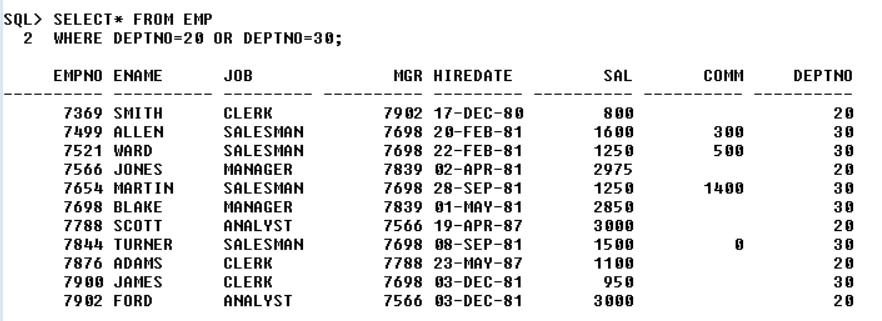 SQL> SELECT* FROM EMP
2 WHERE DEPTNO=20 OR DEPTNO=30;
EMPNO ENAME JOB MGR HIREDATE SAL COMM DEPTNO
---------- ---------- --------- ---------- --------- ---------- ---------- ----------
7369 SMITH CLERK 7902 17-DEC-80 800 20
7499 ALLEN SALESMAN 7698 20-FEB-81 1600 300 30
7521 WARD SALESMAN 7698 22-FEB-81 1250 500 30
7566 JONES MANAGER 7839 02-APR-81 2975 20
7654 MARTIN SALESMAN 7698 28-SEP-81 1250 1400 30
7698 BLAKE MANAGER 7839 01-MAY-81 2850 30
7788 SCOTT ANALYST 7566 19-APR-87 3000 20
7844 TURNER SALESMAN 7698 08-SEP-81 1500 0 30
7876 ADAMS CLERK 7788 23-MAY-87 1100 20
7900 JAMES CLERK 7698 03-DEC-81 950 30
7902 FORD ANALYST 7566 03-DEC-81 3000 20